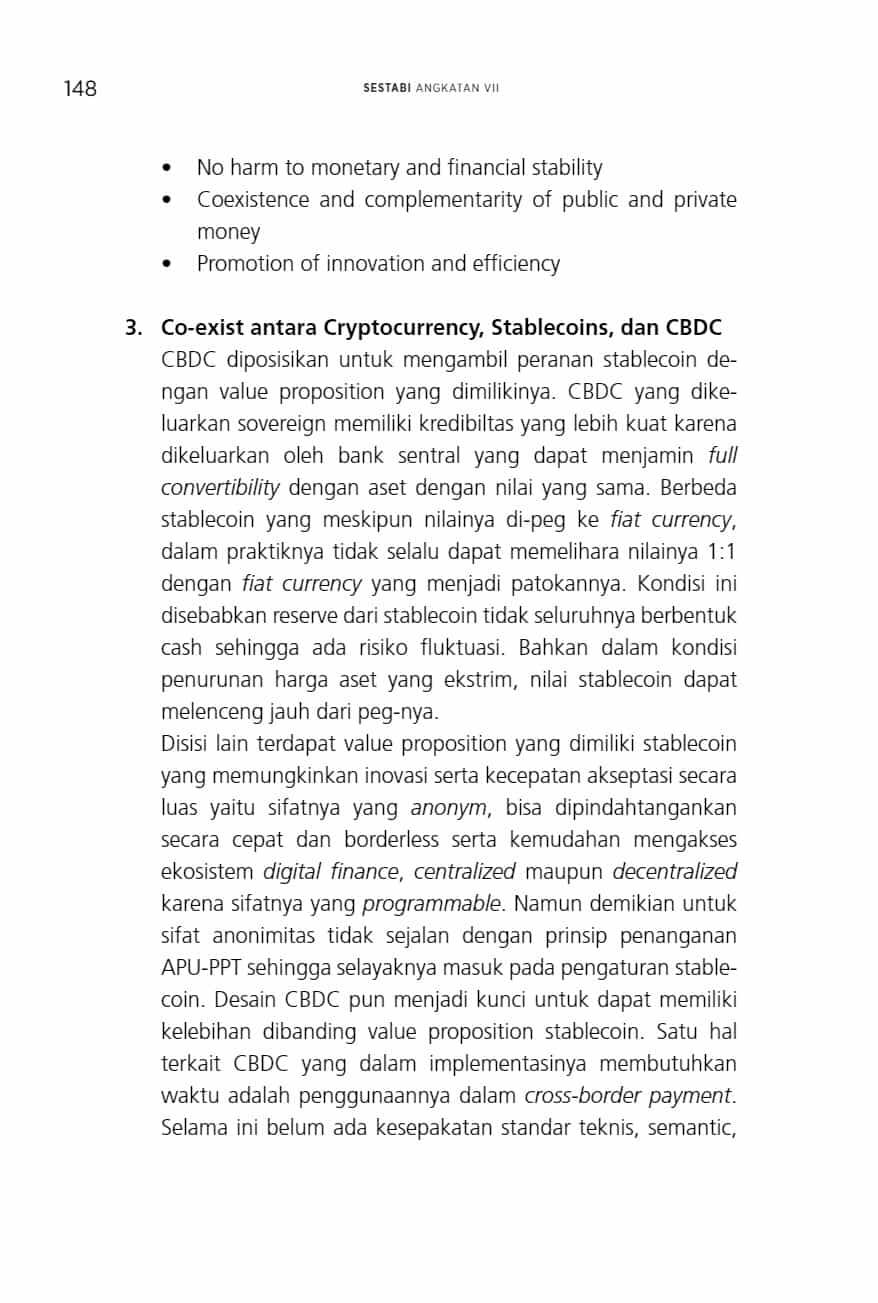 148
SESTABI ANGKATAN VII
• No harm to monetary and financial stability
• Coexistence and complementarity of public and private
money
• Promotion of innovation and efficiency
3. Co-exist antara Cryptocurrency, Stablecoins, dan CBDC
CBDC diposisikan untuk mengambil peranan stablecoin de-
ngan value proposition yang dimilikinya. CBDC yang dike-
luarkan sovereign memiliki kredibiltas yang lebih kuat karena
dikeluarkan oleh bank sentral yang dapat menjamin full
convertibility dengan aset dengan nilai yang sama. Berbeda
stablecoin yang meskipun nilainya di-peg ke fiat currency,
dalam praktiknya tidak selalu dapat memelihara nilainya 1:1
dengan fiat currency yang menjadi patokannya. Kondisi ini
disebabkan reserve dari stablecoin tidak seluruhnya berbentuk
cash sehingga ada risiko fluktuasi. Bahkan dalam kondisi
penurunan harga aset yang ekstrim, nilai stablecoin dapat
melenceng jauh dari peg-nya.
Disisi lain terdapat value proposition yang dimiliki stablecoin
yang memungkinkan inovasi serta kecepatan akseptasi secara
luas yaitu sifatnya yang anonym, bisa dipindahtangankan
secara cepat dan borderless serta kemudahan mengakses
ekosistem digital finance, centralized maupun decentralized
karena sifatnya yang programmable. Namun demikian untuk
sifat anonimitas tidak sejalan dengan prinsip penanganan
APU-PPT sehingga selayaknya masuk pada pengaturan stable-
coin. Desain CBDC pun menjadi kunci untuk dapat memiliki
kelebihan dibanding value proposition stablecoin. Satu hal
terkait CBDC yang dalam implementasinya membutuhkan
waktu adalah penggunaannya dalam cross-border payment.
Selama ini belum ada kesepakatan standar teknis, semantic,